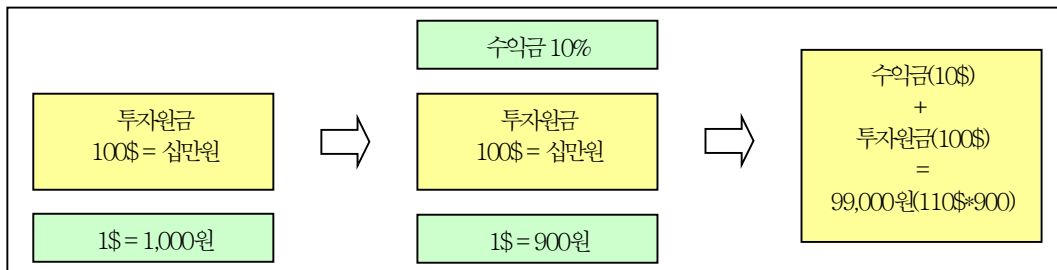 투자원금
100$ = 십만원
1$ = 1,000원
수익금 10%
투자원금
100$ = 십만원
1$ = 900원
수익금(10$)
+
투자원금(100$)
=
99,000원(110$*900)